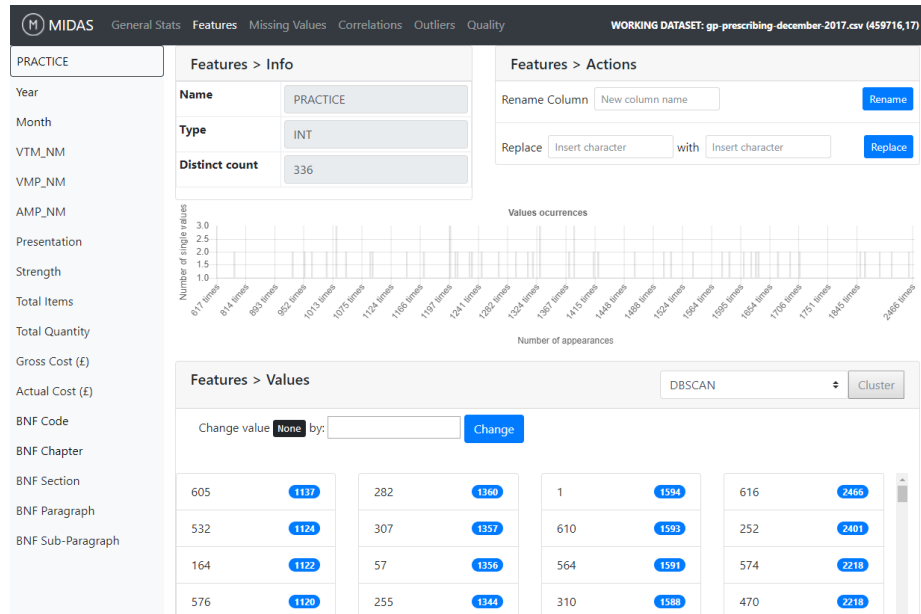 M MIDAS General Stats Features Missing Values Correlations Outliers Quality WORKING DATASET: gp-prescribing-december-2017.csv (459716,17)
PRACTICE
Year
Month
VTM_NM
VMP_NM
AMP_NM
Presentation
Strength
Total Items
Total Quantity
Gross Cost (£)
Actual Cost (£)
BNF Code
BNF Chapter
BNF Section
BNF Paragraph
BNF Sub-Paragraph
Features > Info
Name PRACTICE
Type INT
Distinct count 336
Features > Actions
Rename Column New column name Rename
Replace Insert character with Insert character Replace
Values ocurrences
Number of single values
3.0
2.5
2.0
1.5
1.0
617 times 814 times 893 times 952 times 1013 times 1075 times 1124 times 1166 times 1197 times 1241 times 1282 times 1324 times 1367 times 1415 times 1448 times 1488 times 1524 times 1564 times 1595 times 1654 times 1706 times 1751 times 1845 times 2466 times
Number of appearances
Features > Values DBSCAN Cluster
Change value None by: Change
605 1137 282 1360 1 1594 616 2466
532 1124 307 1357 610 1593 252 2401
164 1122 57 1356 564 1591 574 2218
576 1120 255 1344 310 1588 470 2218